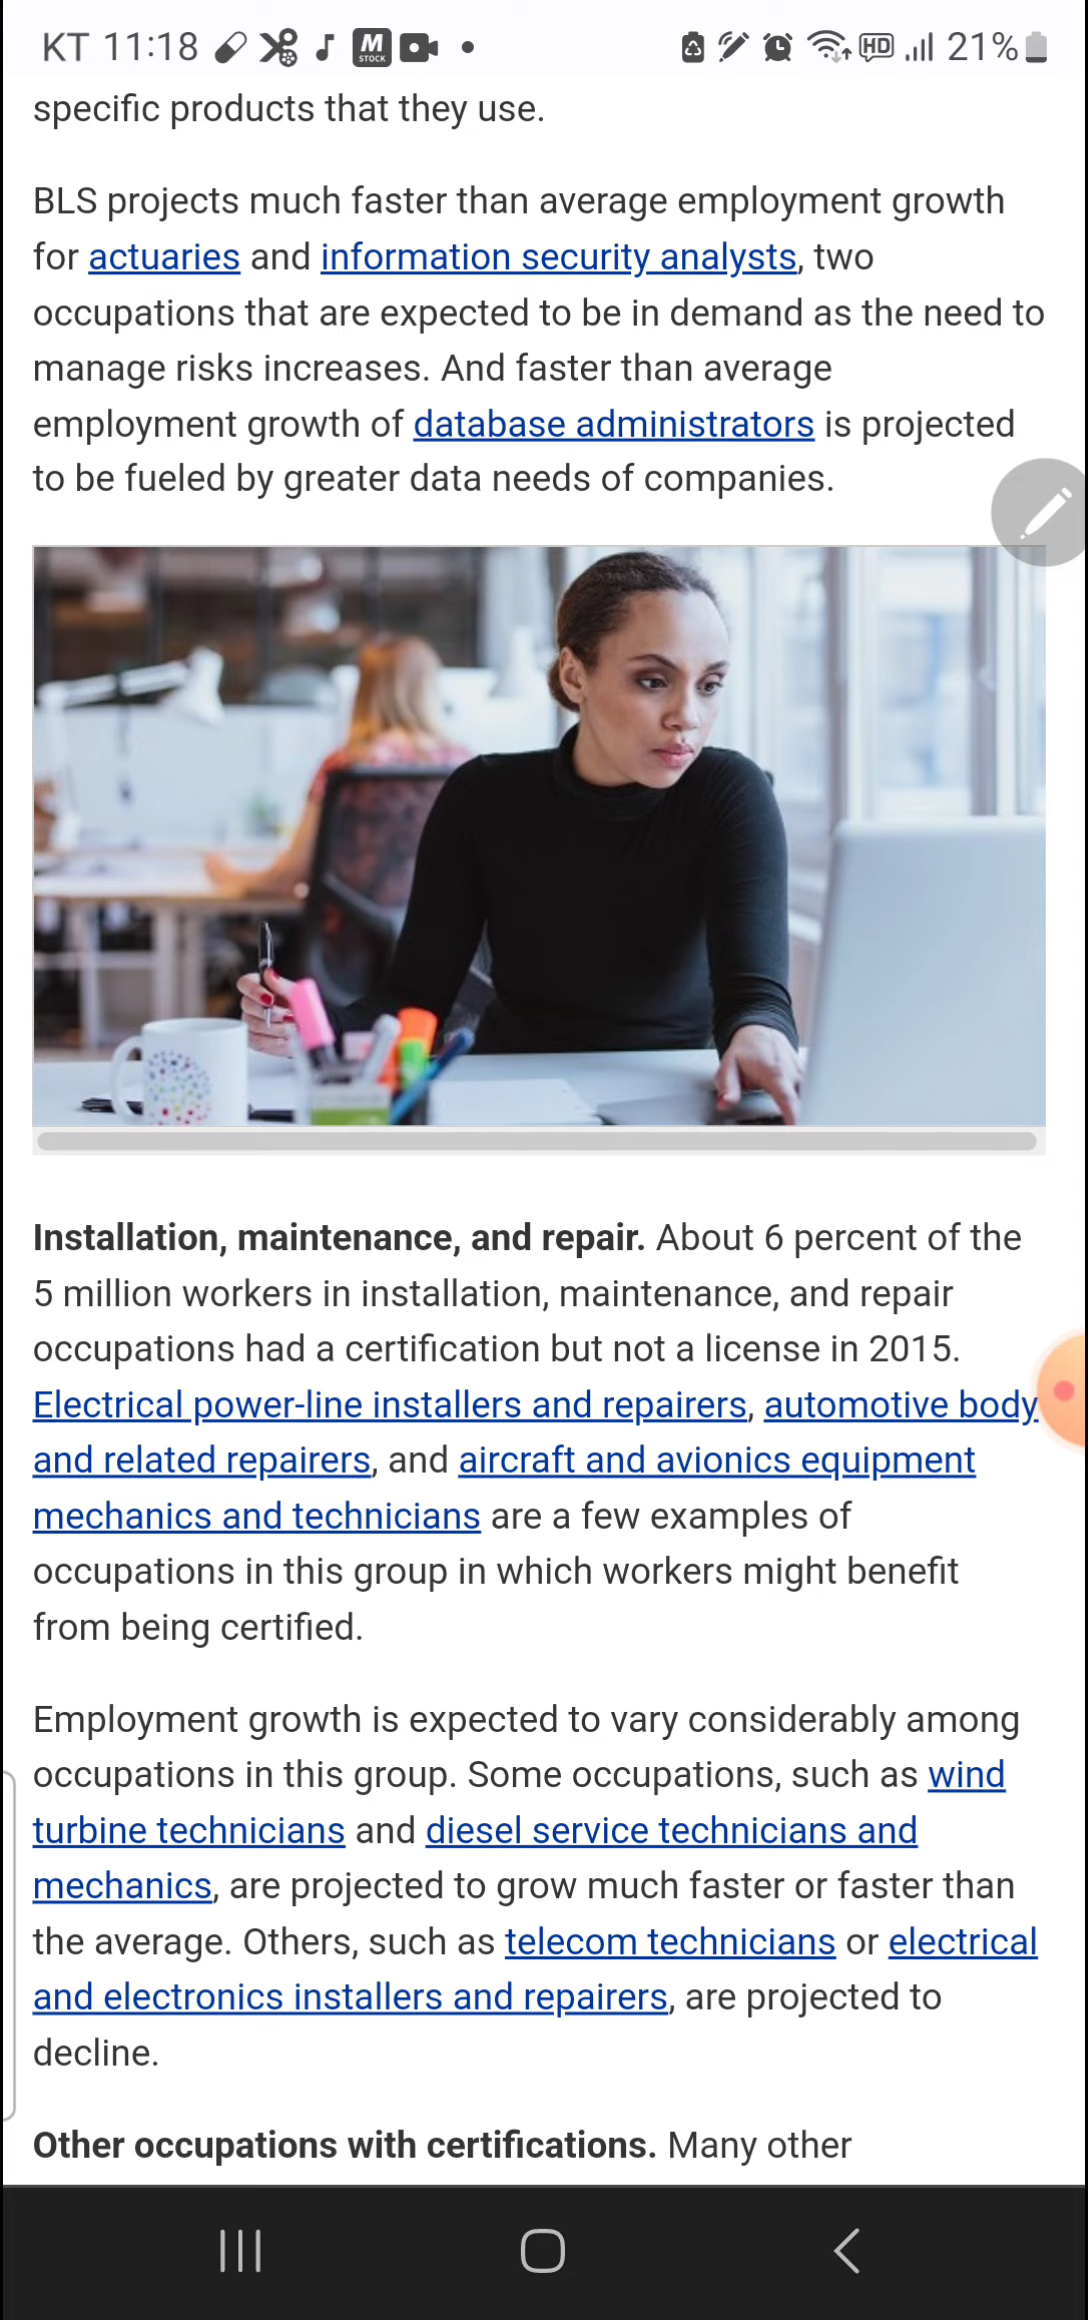 KT 11:18
M
STOCK
HD
21%
specific products that they use.
BLS projects much faster than average employment growth
for actuaries and information security analysts, two
occupations that are expected to be in demand as the need to
manage risks increases. And faster than average
employment growth of database administrators is projected
to be fueled by greater data needs of companies.
Installation, maintenance, and repair. About 6 percent of the
5 million workers in installation, maintenance, and repair
occupations had a certification but not a license in 2015.
Electrical power-line installers and repairers, automotive body
and related repairers, and aircraft and avionics equipment
mechanics and technicians are a few examples of
occupations in this group in which workers might benefit
from being certified.
Employment growth is expected to vary considerably among
occupations in this group. Some occupations, such as wind
turbine technicians and diesel service technicians and
mechanics, are projected to grow much faster or faster than
the average. Others, such as telecom technicians or electrical
and electronics installers and repairers, are projected to
decline.
Other occupations with certifications. Many other